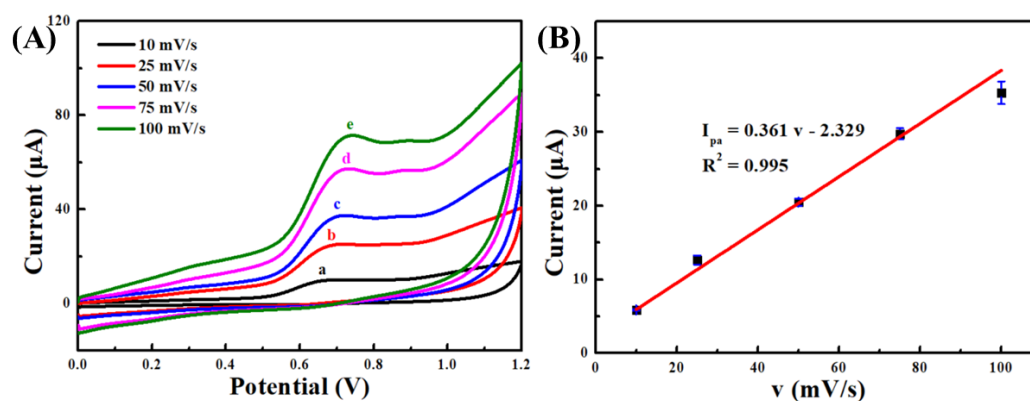 (A)
120
80
40
0
Current (µA)
10 mV/s
25 mV/s
50 mV/s
75 mV/s
100 mV/s
e
d
c
b
a
0.0 0.2 0.4 0.6 0.8 1.0 1.2
Potential (V)
(B)
40
30
20
10
0
Current (µA)
I_pa = 0.361 v - 2.329
R² = 0.995
0 20 40 60 80 100
v (mV/s)